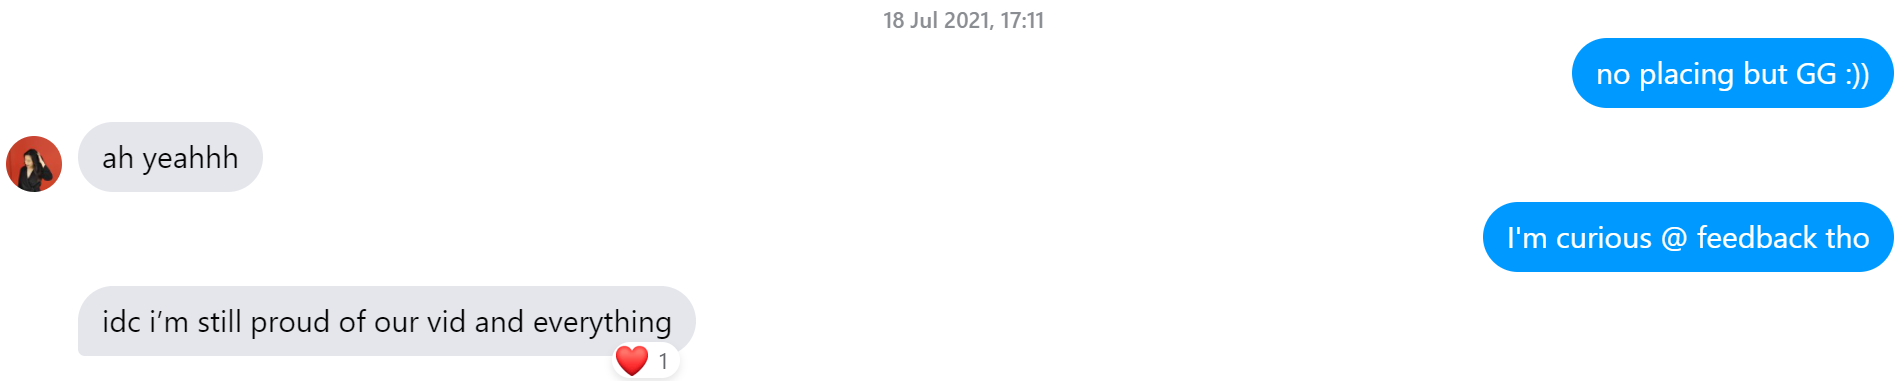 18 Jul 2021, 17:11
no placing but GG :))
ah yeahhh
I'm curious @ feedback tho
idc i’m still proud of our vid and everything
❤️ 1